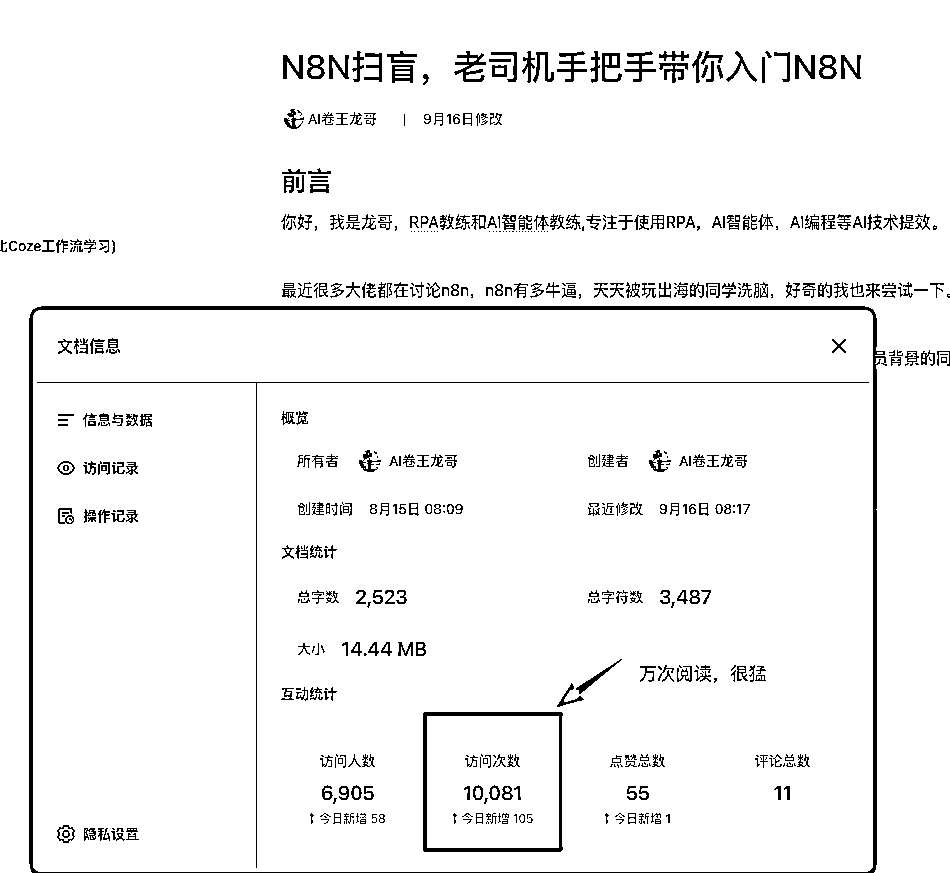 N8N扫盲，老司机手把手带你入门N8N
AI卷王龙哥 | 9月16日修改
前言
你好，我是龙哥，RPA教练和AI智能体教练,专注于使用RPA，AI智能体，AI编程等AI技术提效。
比Coze工作流学习)
最近很多大佬都在讨论n8n，n8n有多牛逼，天天被玩出海的同学洗脑，好奇的我也来尝试一下。
员背景的同
文档信息
信息与数据
访问记录
操作记录
隐私设置
概览
所有者 AI卷王龙哥 创建者 AI卷王龙哥
创建时间 8月15日 08:09 最近修改 9月16日 08:17
文档统计
总字数 2,523 总字符数 3,487
大小 14.44 MB
万次阅读，很猛
互动统计
访问人数 访问次数 点赞总数 评论总数
6,905 10,081 55 11
今日新增 58 今日新增 105 今日新增 1